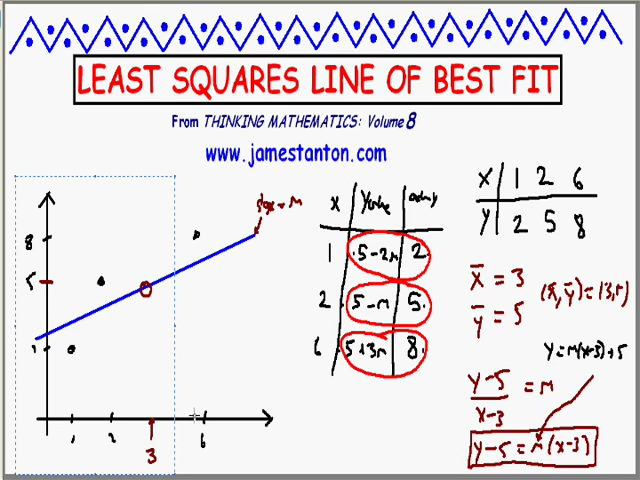 LEAST SQUARES LINE OF BEST FIT
From THINKING MATHEMATICS: Volume 8
www.jamestanton.com
8
5
1 2 6
3
X
1 5-2M 2
2 5-M 5
6 5+3M 8
X 1 2 6
Y 2 5 8
x̄ = 3
ȳ = 5
(x̄, ȳ) = (3,5)
Y = M(x-3)+5
Y-5
X-3
= M
Y-5 = M(x-3)